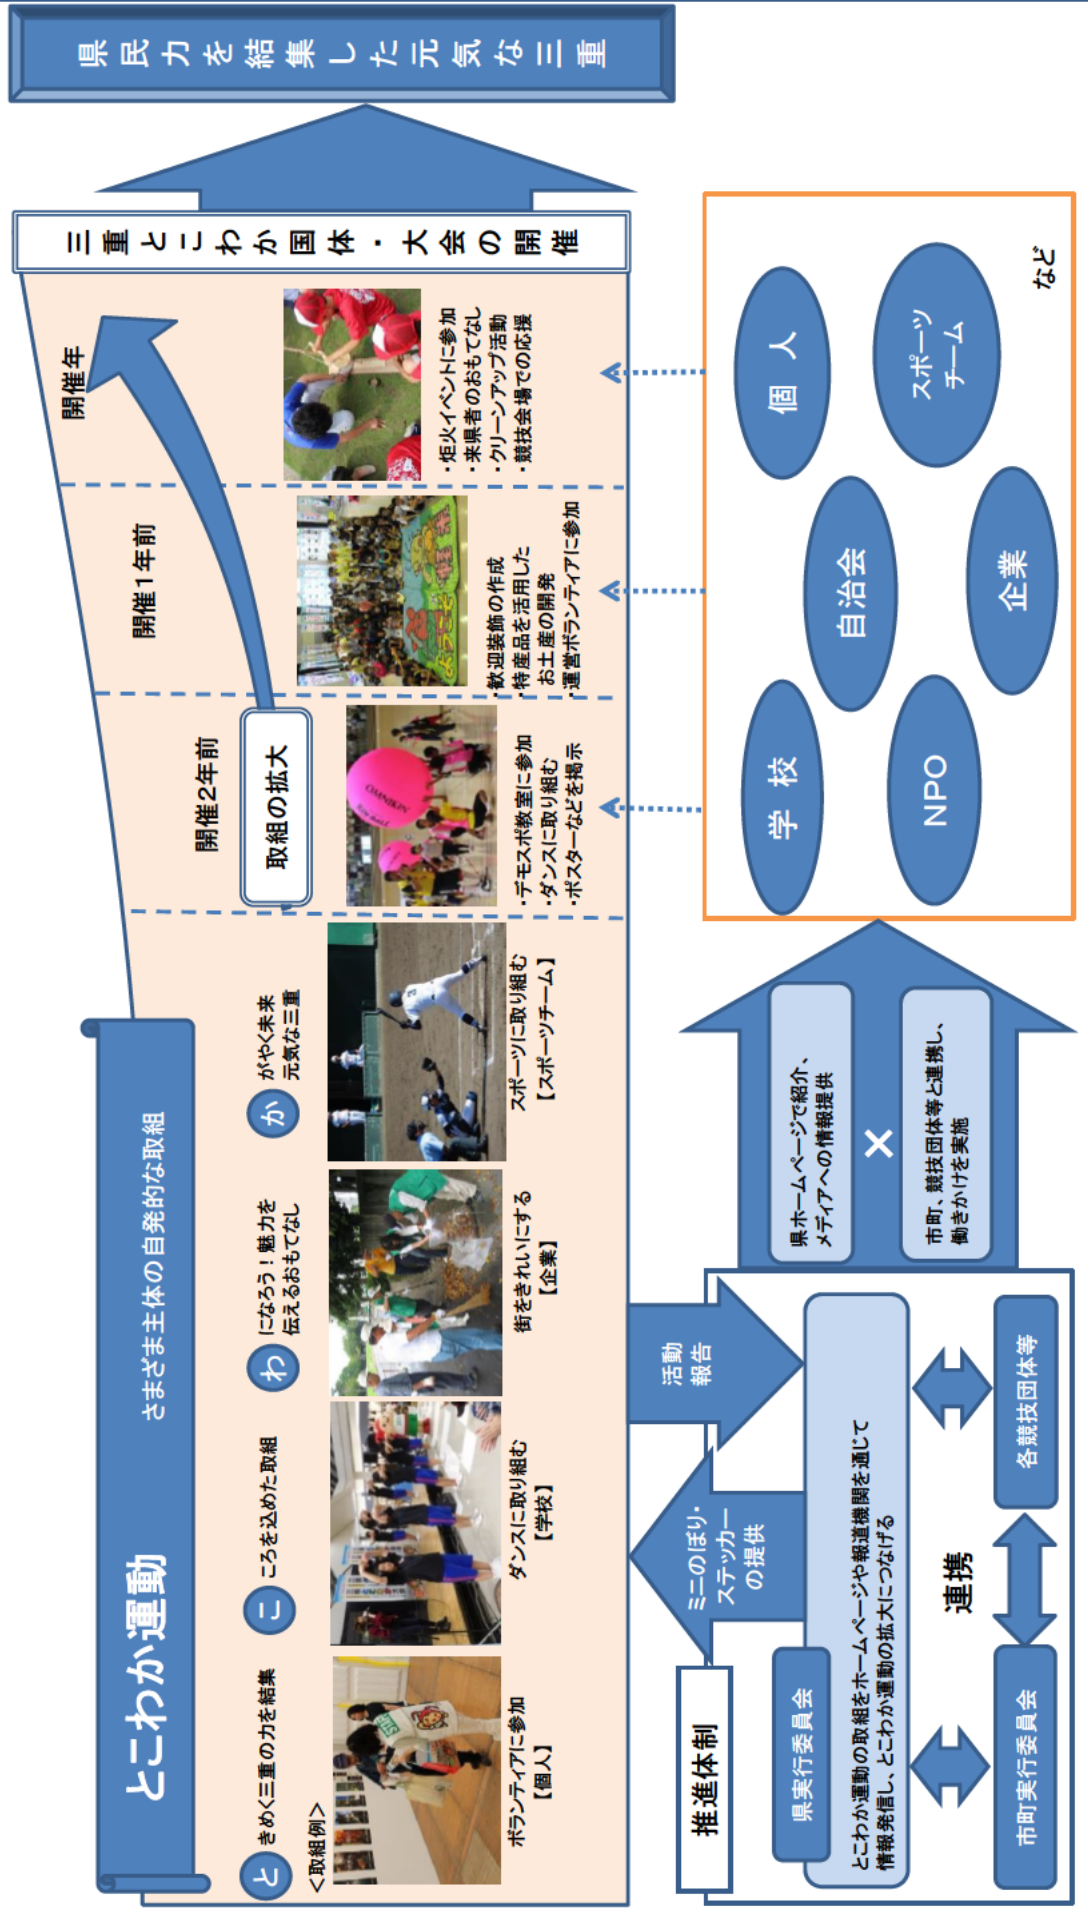 とこわか運動
さまざま主体の自発的な取組
と
きめく三重の力を結集
こ
ころを込めた取組
わ
になろう！魅力を
伝えるおもてなし
か
がやく未来
元気な三重
＜取組例＞
ボランティアに参加
【個人】
ダンスに取り組む
【学校】
街をきれいにする
【企業】
スポーツに取り組む
【スポーツチーム】
開催2年前
取組の拡大
OMNIKIN
・デモスポ教室に参加
・ダンスに取り組む
・ポスターなどを掲示
開催1年前
ようこそ
・歓迎装飾の作成
・特産品を活用した
お土産の開発
・運営ボランティアに参加
開催年
・炬火イベントに参加
・来県者のおもてなし
・クリーンアップ活動
・競技会場での応援
三重とこわか国体・大会の開催
県民力を結集した元気な三重
推進体制
ミニのぼり・
ステッカー
の提供
活動
報告
県実行委員会
とこわか運動の取組をホームページや報道機関を通じて
情報発信し、とこわか運動の拡大につなげる
連携
市町実行委員会
各競技団体等
県ホームページで紹介、
メディアへの情報提供
×
市町、競技団体等と連携し、
働きかけを実施
学校
自治会
個人
NPO
企業
スポーツ
チーム
など